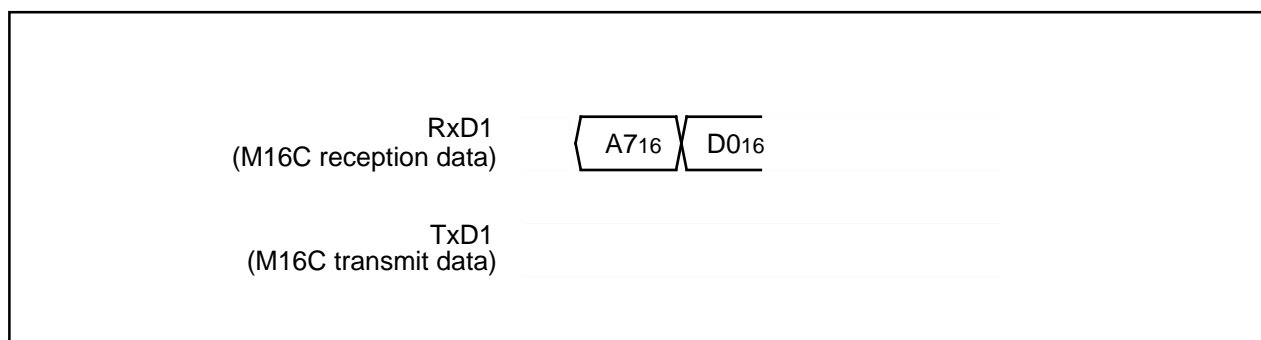 RxD1
(M16C reception data)
A716
D016
TxD1
(M16C transmit data)